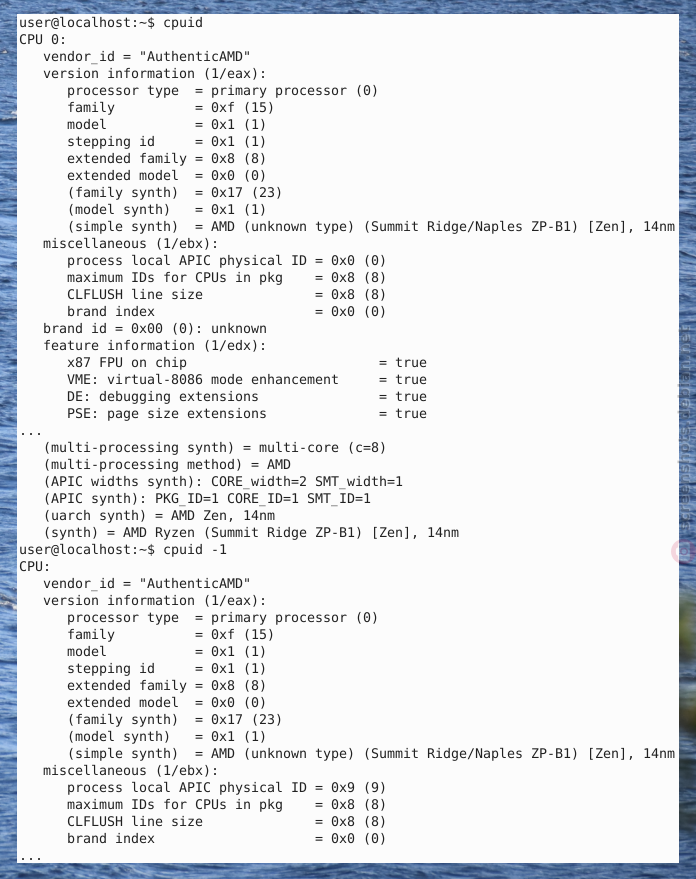 user@localhost:~$ cpuid
CPU 0:
   vendor_id = "AuthenticAMD"
   version information (1/eax):
      processor type  = primary processor (0)
      family          = 0xf (15)
      model           = 0x1 (1)
      stepping id     = 0x1 (1)
      extended family = 0x8 (8)
      extended model  = 0x0 (0)
      (family synth)  = 0x17 (23)
      (model synth)   = 0x1 (1)
      (simple synth)  = AMD (unknown type) (Summit Ridge/Naples ZP-B1) [Zen], 14nm
   miscellaneous (1/ebx):
      process local APIC physical ID = 0x0 (0)
      maximum IDs for CPUs in pkg    = 0x8 (8)
      CLFLUSH line size              = 0x8 (8)
      brand index                    = 0x0 (0)
   brand id = 0x00 (0): unknown
   feature information (1/edx):
      x87 FPU on chip                        = true
      VME: virtual-8086 mode enhancement     = true
      DE: debugging extensions               = true
      PSE: page size extensions              = true
...
   (multi-processing synth) = multi-core (c=8)
   (multi-processing method) = AMD
   (APIC widths synth): CORE_width=2 SMT_width=1
   (APIC synth): PKG_ID=1 CORE_ID=1 SMT_ID=1
   (uarch synth) = AMD Zen, 14nm
   (synth) = AMD Ryzen (Summit Ridge ZP-B1) [Zen], 14nm
user@localhost:~$ cpuid -1
CPU:
   vendor_id = "AuthenticAMD"
   version information (1/eax):
      processor type  = primary processor (0)
      family          = 0xf (15)
      model           = 0x1 (1)
      stepping id     = 0x1 (1)
      extended family = 0x8 (8)
      extended model  = 0x0 (0)
      (family synth)  = 0x17 (23)
      (model synth)   = 0x1 (1)
      (simple synth)  = AMD (unknown type) (Summit Ridge/Naples ZP-B1) [Zen], 14nm
   miscellaneous (1/ebx):
      process local APIC physical ID = 0x9 (9)
      maximum IDs for CPUs in pkg    = 0x8 (8)
      CLFLUSH line size              = 0x8 (8)
      brand index                    = 0x0 (0)
...